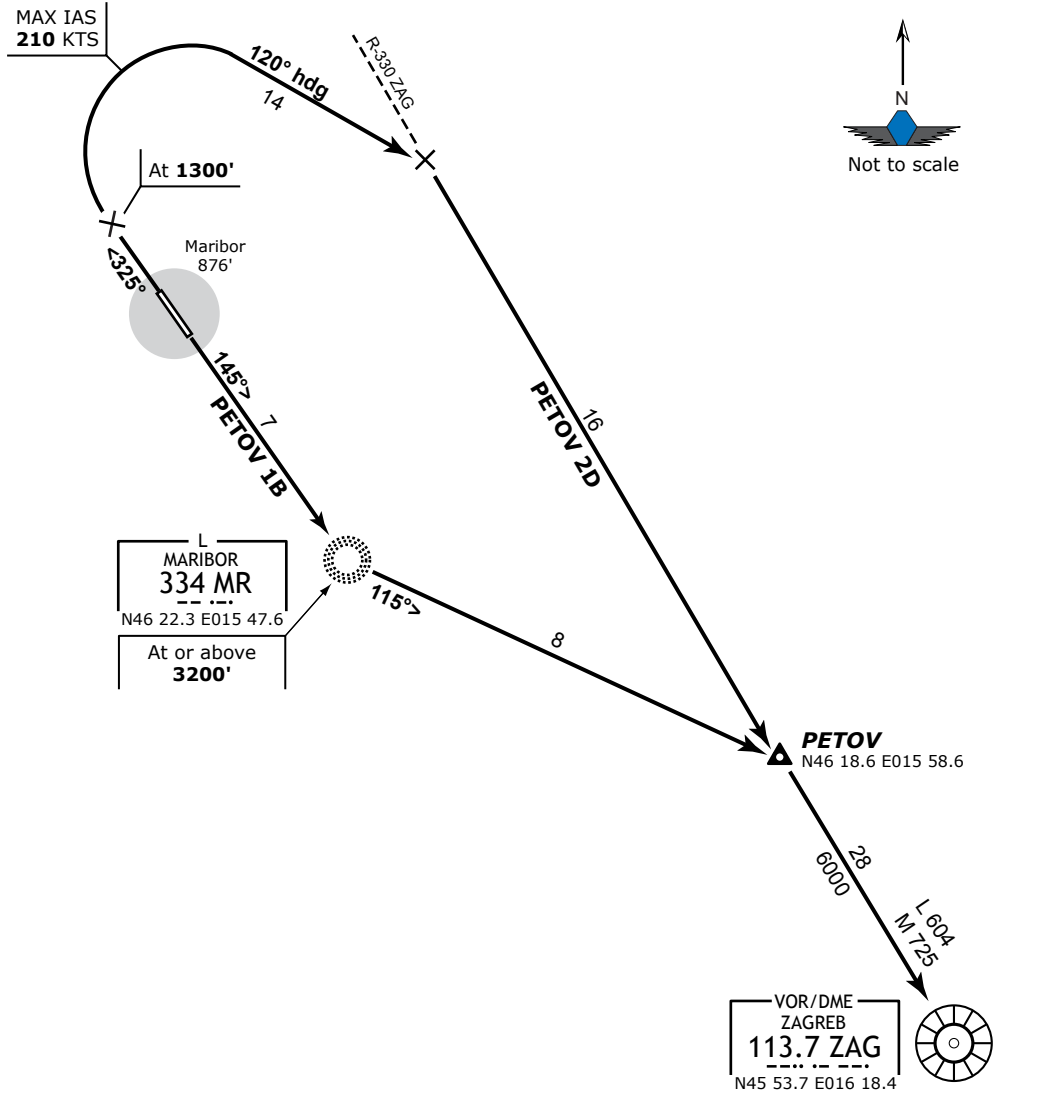 MAX IAS
210 KTS
120° hdg
14
R-330 ZAG
N
Not to scale
At 1300'
Maribor
876'
<325°
145°>
7
PETOV 1B
16
PETOV 2D
L
MARIBOR
334 MR
N46 22.3 E015 47.6
At or above
3200'
115°>
8
PETOV
N46 18.6 E015 58.6
28
6000
L 604
M 725
VOR/DME
ZAGREB
113.7 ZAG
N45 53.7 E016 18.4